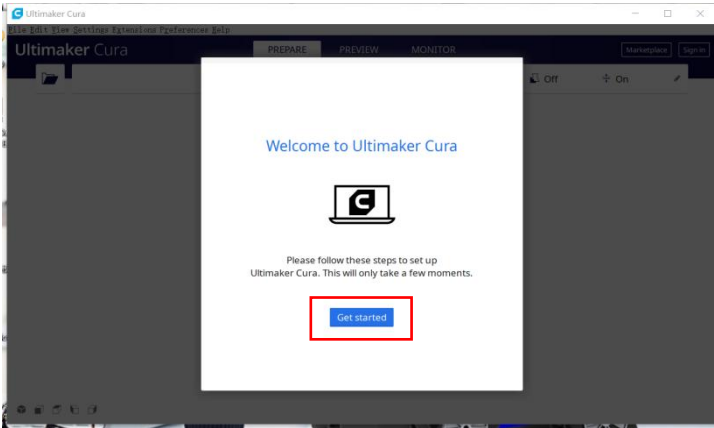 Ultimaker Cura
File Edit View Settings Extensions Preferences Help
Ultimaker Cura
PREPARE
PREVIEW
MONITOR
Marketplace
Sign in
Off
On
Welcome to Ultimaker Cura
Please follow these steps to set up
Ultimaker Cura. This will only take a few moments.
Get started